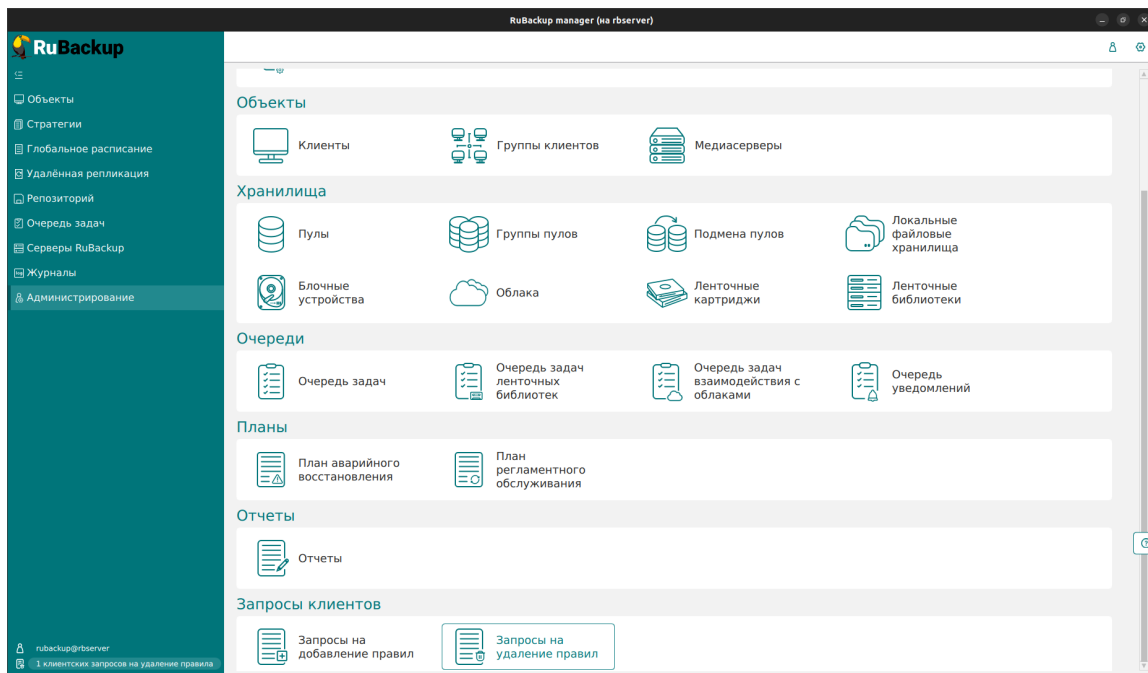 RuBackup manager (на rbserver)
RuBackup
Объекты
Стратегии
Глобальное расписание
Удалённая репликация
Репозиторий
Очередь задач
Серверы RuBackup
Журналы
Администрирование
rubackup@rbserver
1 клиентских запросов на удаление правила
Объекты
Клиенты
Группы клиентов
Медиасерверы
Хранилища
Пулы
Группы пулов
Подмена пулов
Локальные
файловые
хранилища
Блочные
устройства
Облака
Ленточные
картриджи
Ленточные
библиотеки
Очереди
Очередь задач
Очередь задач
ленточных
библиотек
Очередь задач
взаимодействия с
облаками
Очередь
уведомлений
Планы
План аварийного
восстановления
План
регламентного
обслуживания
Отчеты
Отчеты
Запросы клиентов
Запросы на
добавление правил
Запросы на
удаление правил